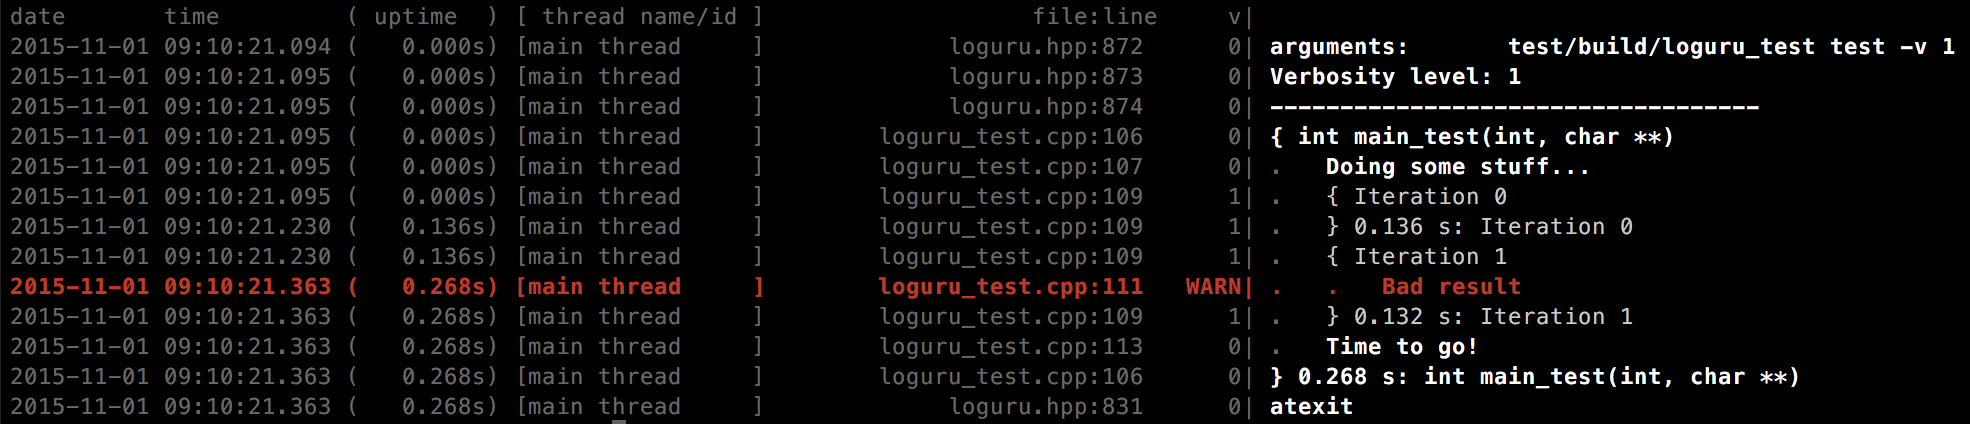 date       time         ( uptime  ) [ thread name/id ]                   file:line     v|
2015-11-01 09:10:21.094 (   0.000s) [main thread     ]             loguru.hpp:872      0| arguments:       test/build/loguru_test test -v 1
2015-11-01 09:10:21.095 (   0.000s) [main thread     ]             loguru.hpp:873      0| Verbosity level: 1
2015-11-01 09:10:21.095 (   0.000s) [main thread     ]             loguru.hpp:874      0| -----------------------------------
2015-11-01 09:10:21.095 (   0.000s) [main thread     ]        loguru_test.cpp:106      0| { int main_test(int, char **)
2015-11-01 09:10:21.095 (   0.000s) [main thread     ]        loguru_test.cpp:107      0| .   Doing some stuff...
2015-11-01 09:10:21.095 (   0.000s) [main thread     ]        loguru_test.cpp:109      1| .   { Iteration 0
2015-11-01 09:10:21.230 (   0.136s) [main thread     ]        loguru_test.cpp:109      1| .   } 0.136 s: Iteration 0
2015-11-01 09:10:21.230 (   0.136s) [main thread     ]        loguru_test.cpp:109      1| .   { Iteration 1
2015-11-01 09:10:21.363 (   0.268s) [main thread     ]        loguru_test.cpp:111   WARN| .   .   Bad result
2015-11-01 09:10:21.363 (   0.268s) [main thread     ]        loguru_test.cpp:109      1| .   } 0.132 s: Iteration 1
2015-11-01 09:10:21.363 (   0.268s) [main thread     ]        loguru_test.cpp:113      0| .   Time to go!
2015-11-01 09:10:21.363 (   0.268s) [main thread     ]        loguru_test.cpp:106      0| } 0.268 s: int main_test(int, char **)
2015-11-01 09:10:21.363 (   0.268s) [main thread     ]             loguru.hpp:831      0| atexit